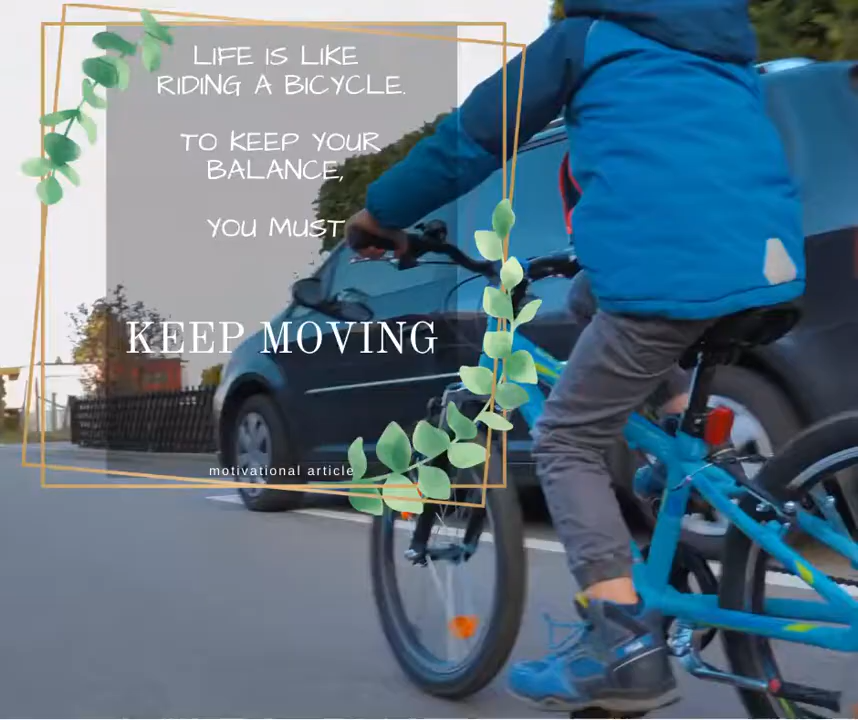 LIFE IS LIKE
RIDING A BICYCLE.
TO KEEP YOUR
BALANCE,
YOU MUST
KEEP MOVING
motivational article